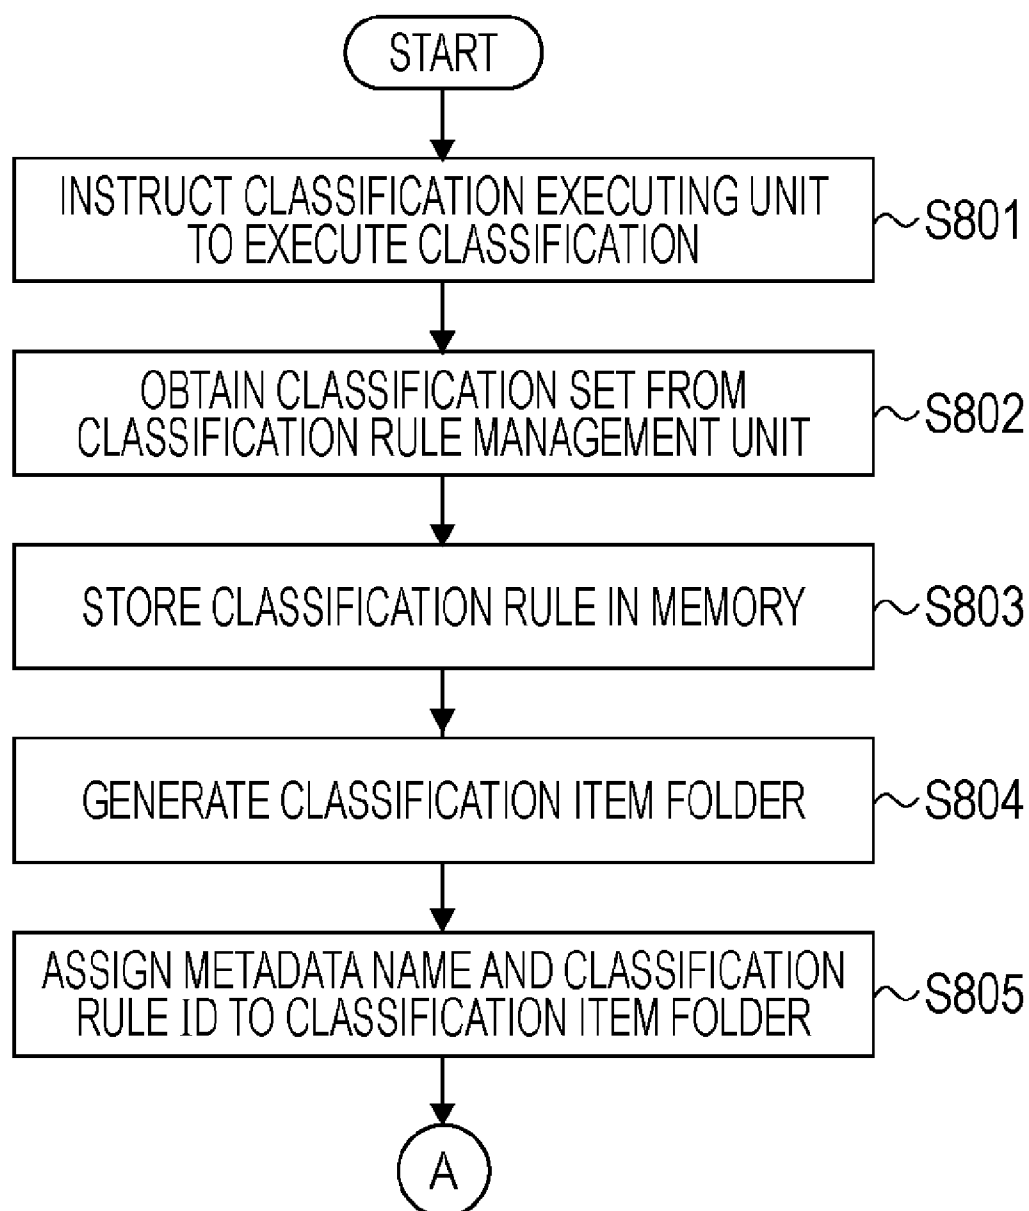 START
INSTRUCT CLASSIFICATION EXECUTING UNIT
TO EXECUTE CLASSIFICATION
S801
OBTAIN CLASSIFICATION SET FROM
CLASSIFICATION RULE MANAGEMENT UNIT
S802
STORE CLASSIFICATION RULE IN MEMORY
S803
GENERATE CLASSIFICATION ITEM FOLDER
S804
ASSIGN METADATA NAME AND CLASSIFICATION
RULE ID TO CLASSIFICATION ITEM FOLDER
S805
A